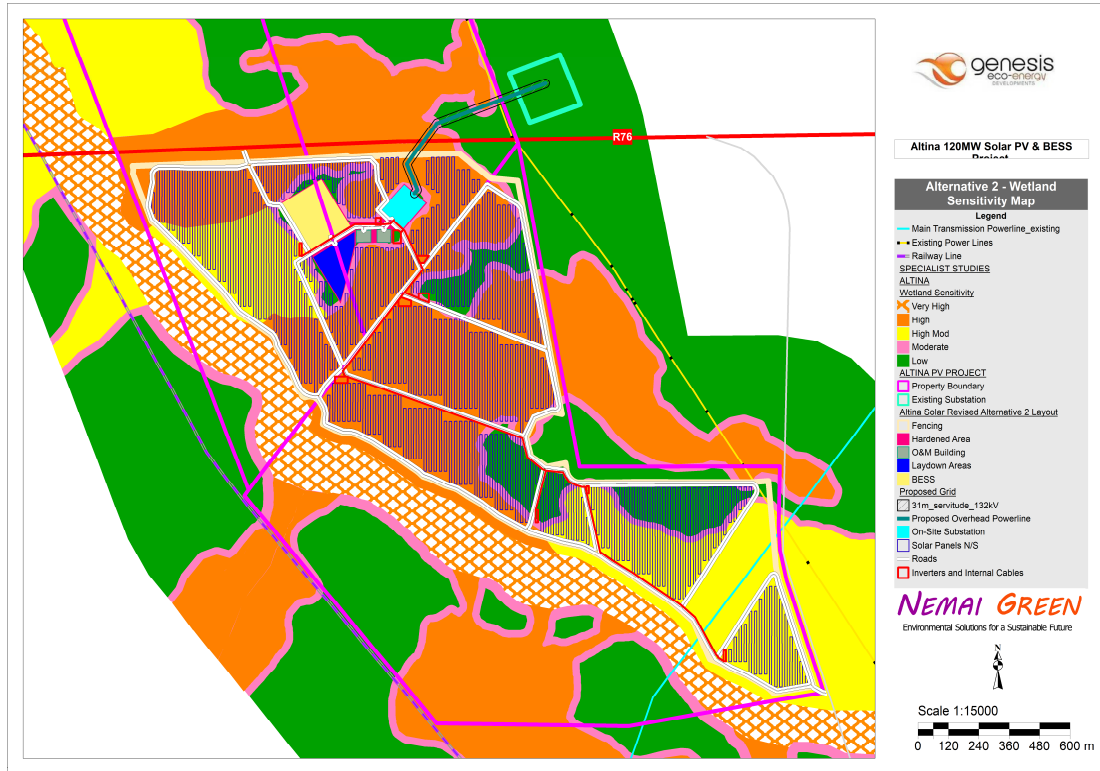 R76
genesis
eco-energy
DEVELOPMENTS
Altina 120MW Solar PV & BESS
Project
Alternative 2 - Wetland
Sensitivity Map
Legend
Main Transmission Powerline_existing
Existing Power Lines
Railway Line
SPECIALIST STUDIES
ALTINA
Wetland Sensitivity
Very High
High
High Mod
Moderate
Low
ALTINA PV PROJECT
Property Boundary
Existing Substation
Altina Solar Revised Alternative 2 Layout
Fencing
Hardened Area
O&M Building
Laydown Areas
BESS
Proposed Grid
31m_servitude_132kV
Proposed Overhead Powerline
On-Site Substation
Solar Panels N/S
Roads
Inverters and Internal Cables
NEMAI GREEN
Environmental Solutions for a Sustainable Future
N
Scale 1:15000
0 120 240 360 480 600 m